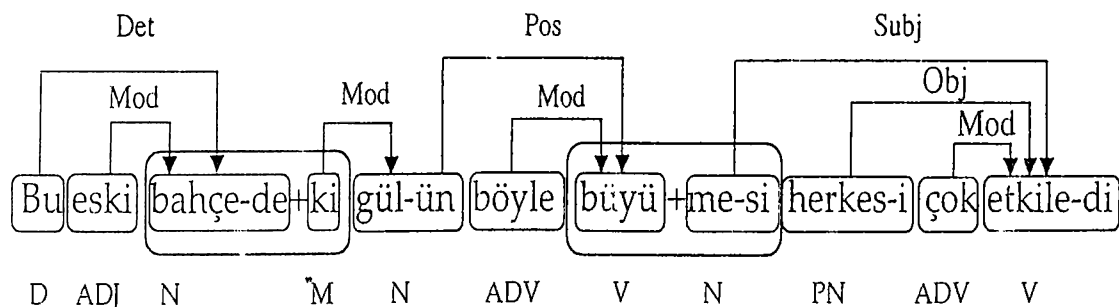 Det Pos Subj
Obj
Mod Mod Mod Mod
Bu eski bahçe-de+ki gül-ün böyle büyü+me-si herkes-i çok etkile-di
D ADJ N "M N ADV V N PN ADV V